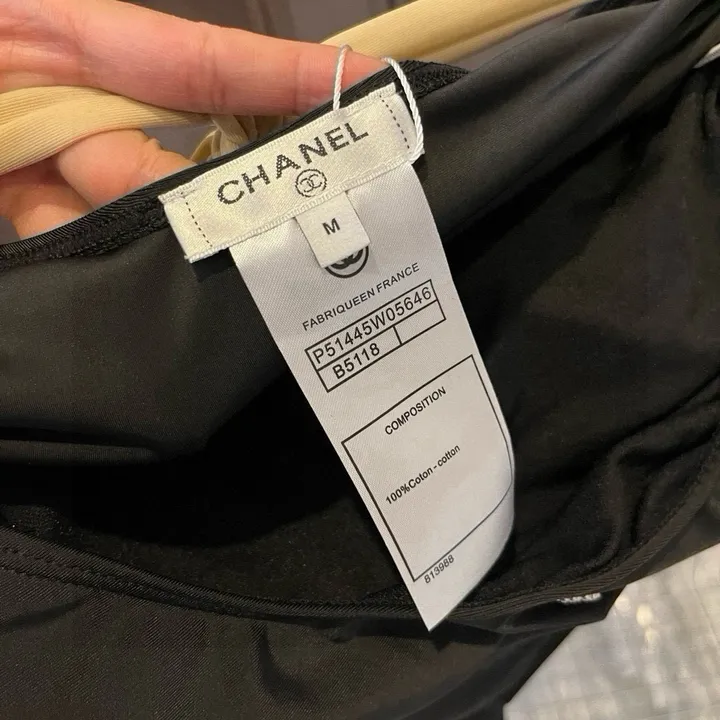 CHANEL
M
FABRIQUEEN FRANCE
P51445W05646
B5118
COMPOSITION
100%Coton - cotton
813988